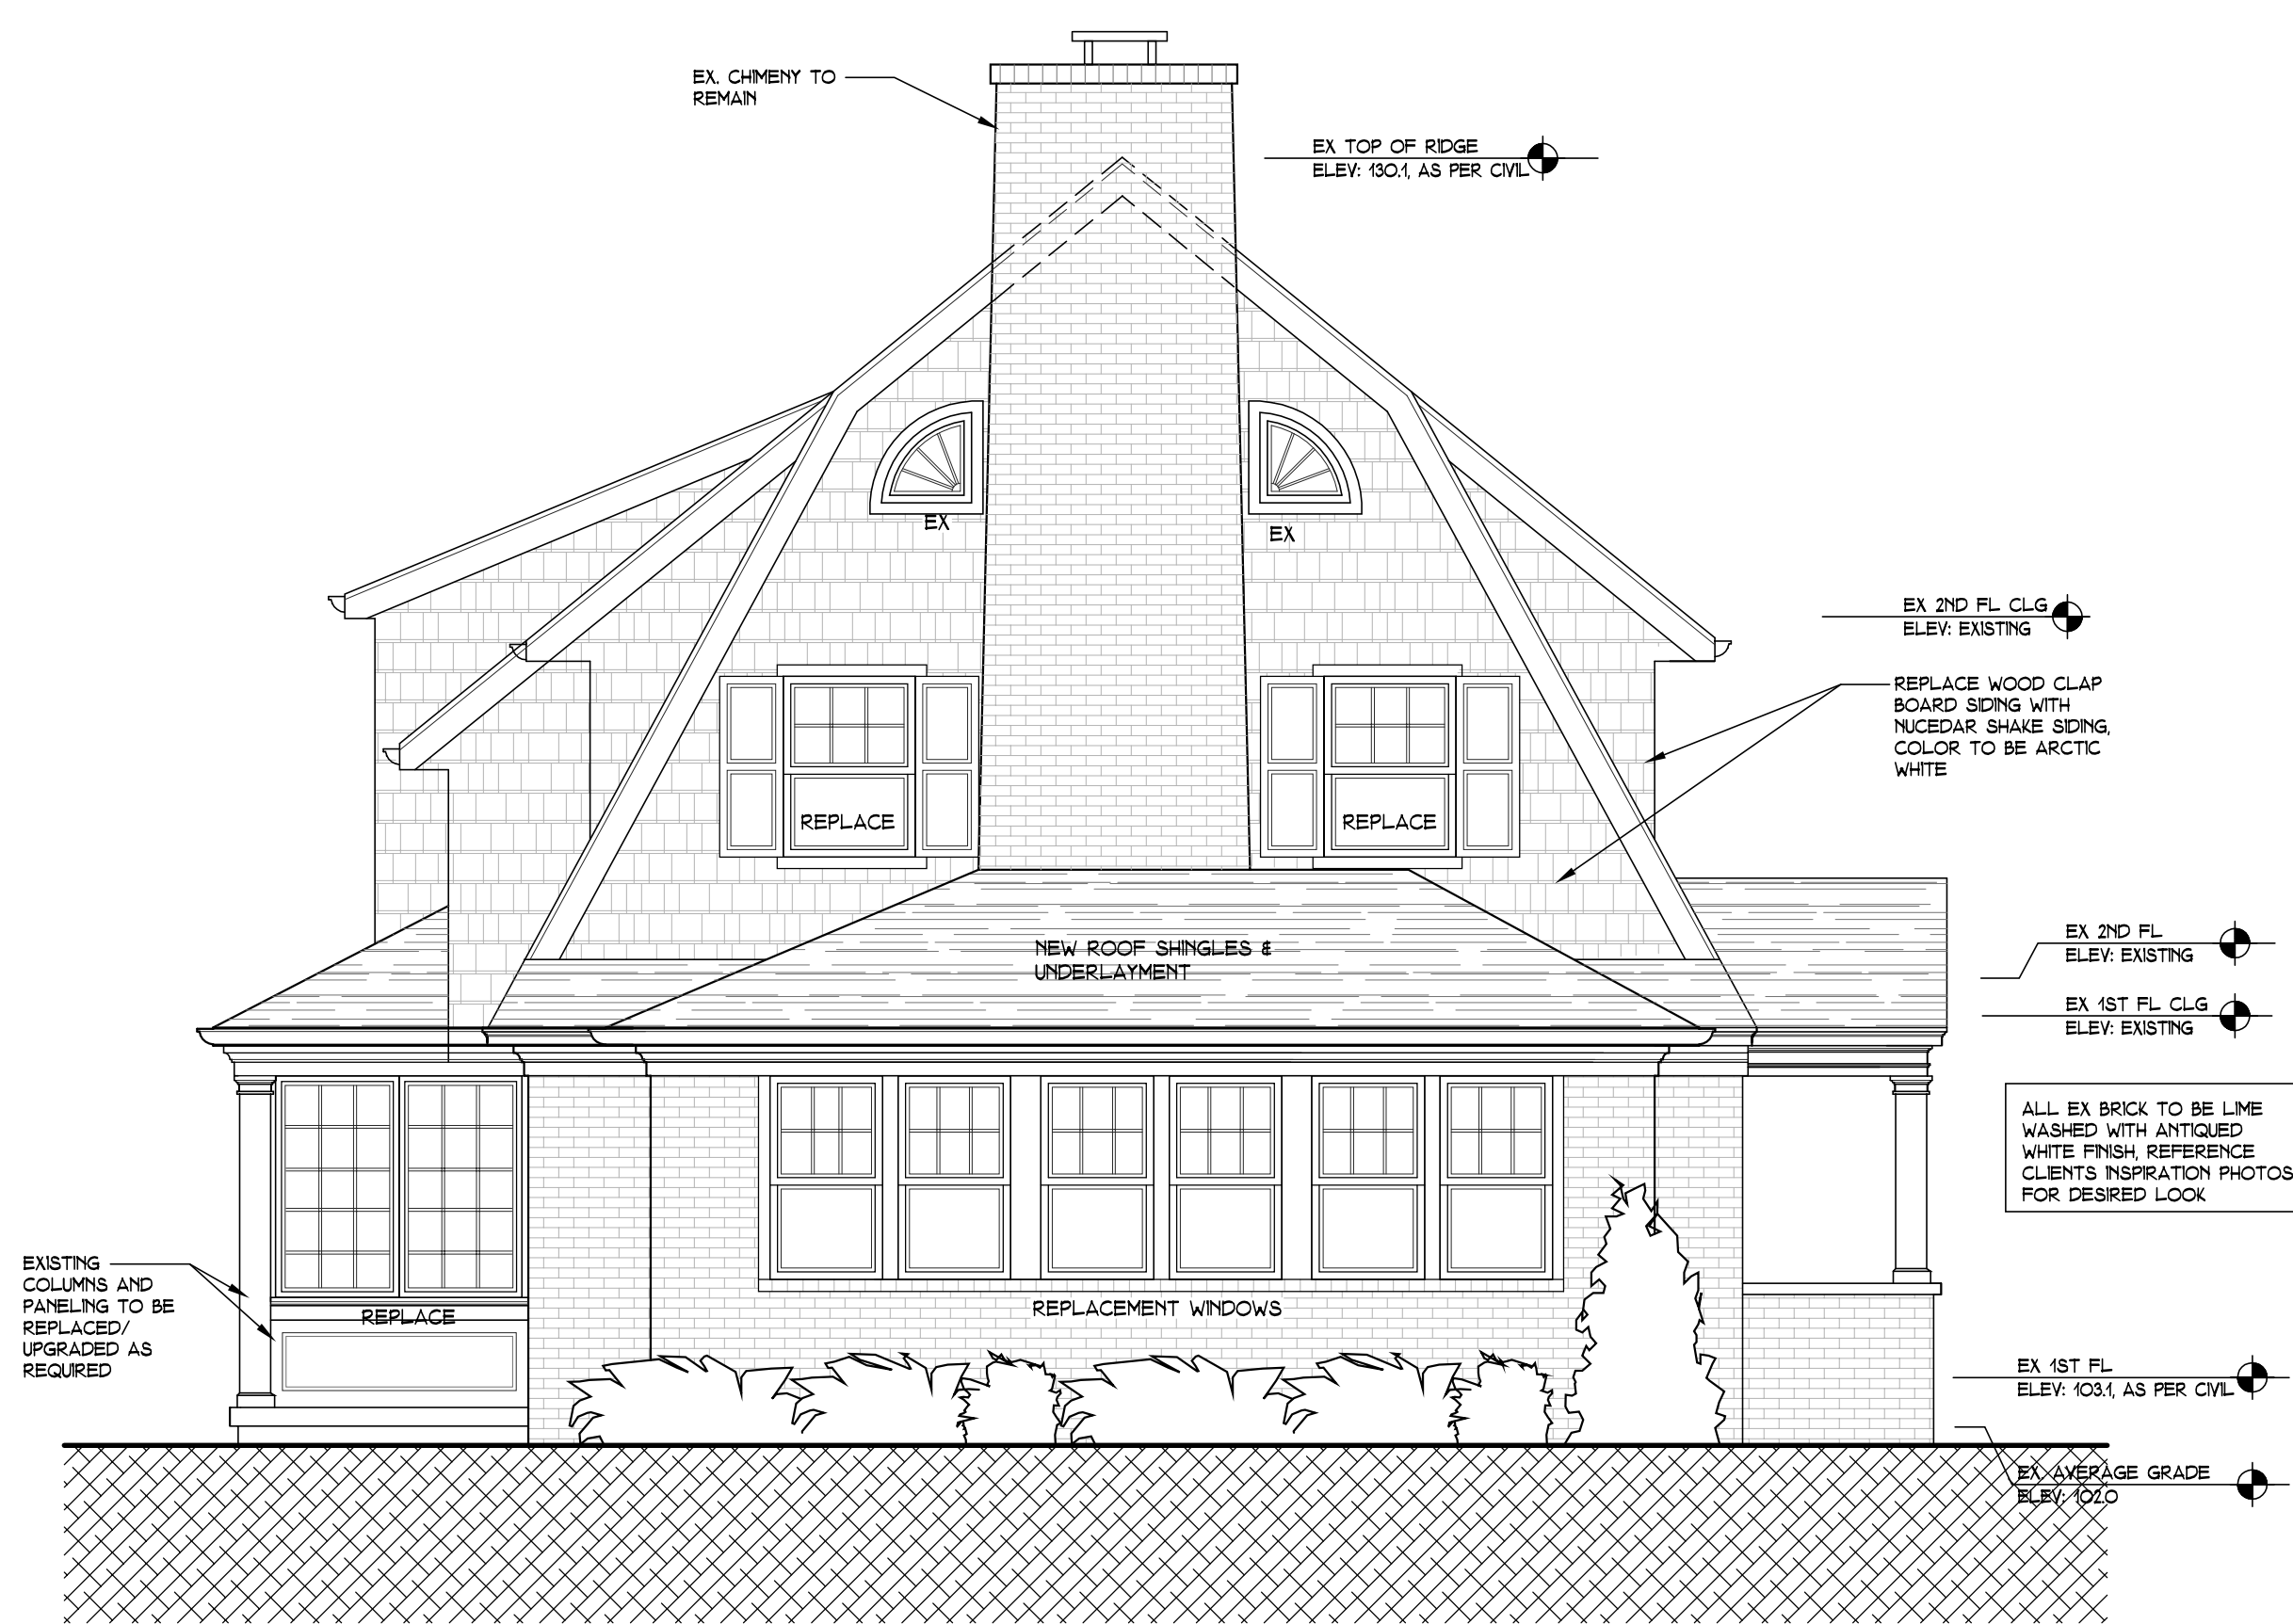 EX. CHIMENY TO
REMAIN
EX TOP OF RIDGE
ELEV: 130.1, AS PER CIVIL
EX
EX
EX 2ND FL CLG
ELEV: EXISTING
REPLACE WOOD CLAP
BOARD SIDING WITH
NUCEDAR SHAKE SIDING,
COLOR TO BE ARCTIC
WHITE
REPLACE
REPLACE
NEW ROOF SHINGLES &
UNDERLAYMENT
EX 2ND FL
ELEV: EXISTING
EX 1ST FL CLG
ELEV: EXISTING
ALL EX BRICK TO BE LIME
WASHED WITH ANTIQUED
WHITE FINISH, REFERENCE
CLIENTS INSPIRATION PHOTOS
FOR DESIRED LOOK
EXISTING
COLUMNS AND
PANELING TO BE
REPLACED/
UPGRADED AS
REQUIRED
REPLACE
REPLACEMENT WINDOWS
EX 1ST FL
ELEV: 103.1, AS PER CIVIL
EX AVERAGE GRADE
ELEV: 102.0